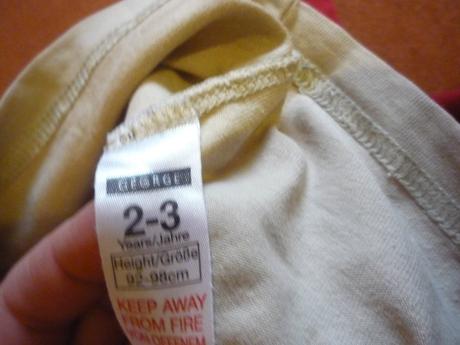 GEORGE
2-3
Years/Jahre
Height/Größe
92-98cm
KEEP AWAY
FROM FIRE